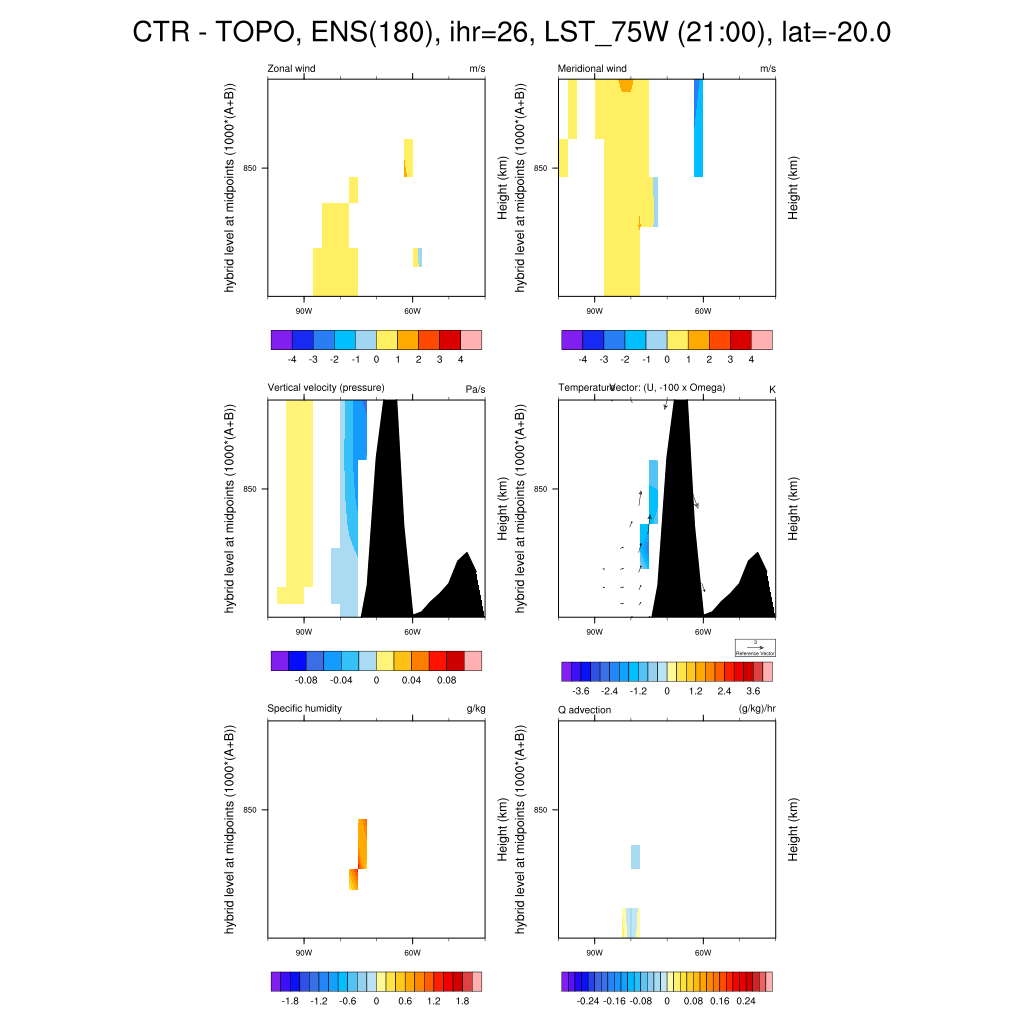 CTR - TOPO, ENS(180), ihr=26, LST_75W (21:00), lat=-20.0
Zonal wind m/s
hybrid level at midpoints (1000*(A+B))
850
Height (km)
90W 60W
-4 -3 -2 -1 0 1 2 3 4
Meridional wind m/s
hybrid level at midpoints (1000*(A+B))
850
Height (km)
90W 60W
-4 -3 -2 -1 0 1 2 3 4
Vertical velocity (pressure) Pa/s
hybrid level at midpoints (1000*(A+B))
850
Height (km)
90W 60W
-0.08 -0.04 0 0.04 0.08
Temperature Vector: (U, -100 x Omega) K
hybrid level at midpoints (1000*(A+B))
850
Height (km)
90W 60W
3
Reference Vector
-3.6 -2.4 -1.2 0 1.2 2.4 3.6
Specific humidity g/kg
hybrid level at midpoints (1000*(A+B))
850
Height (km)
90W 60W
-1.8 -1.2 -0.6 0 0.6 1.2 1.8
Q advection (g/kg)/hr
hybrid level at midpoints (1000*(A+B))
850
Height (km)
90W 60W
-0.24 -0.16 -0.08 0 0.08 0.16 0.24